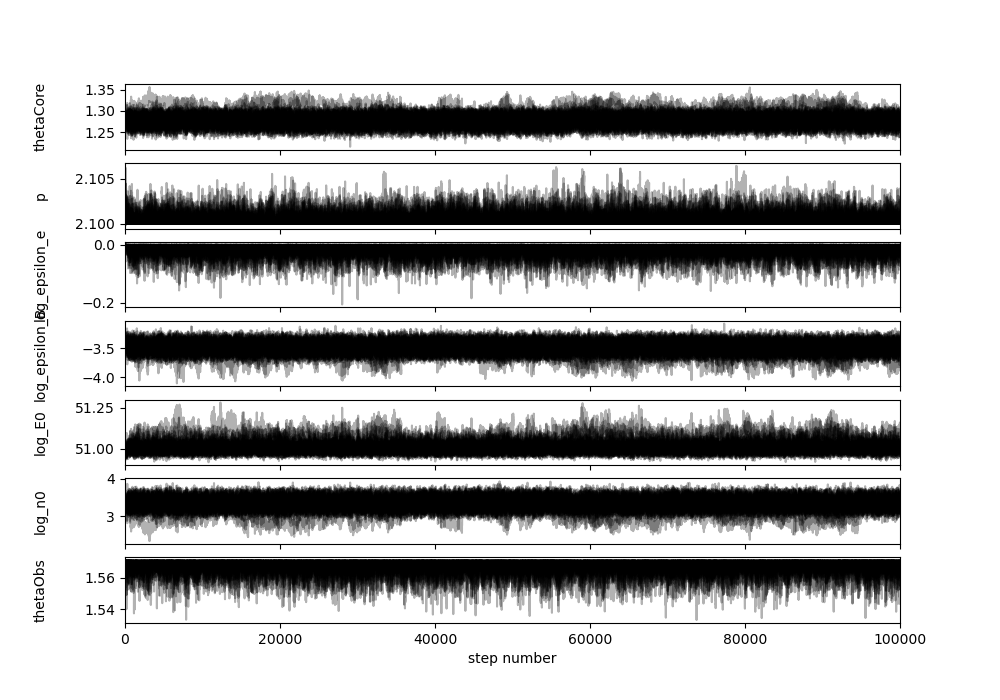 thetaCore
1.35
1.30
1.25
p
2.105
2.100
log_epsilon_e
0.0
−0.2
log_epsilon_B
−3.5
−4.0
log_E0
51.25
51.00
log_n0
4
3
thetaObs
1.56
1.54
0 20000 40000 60000 80000 100000
step number